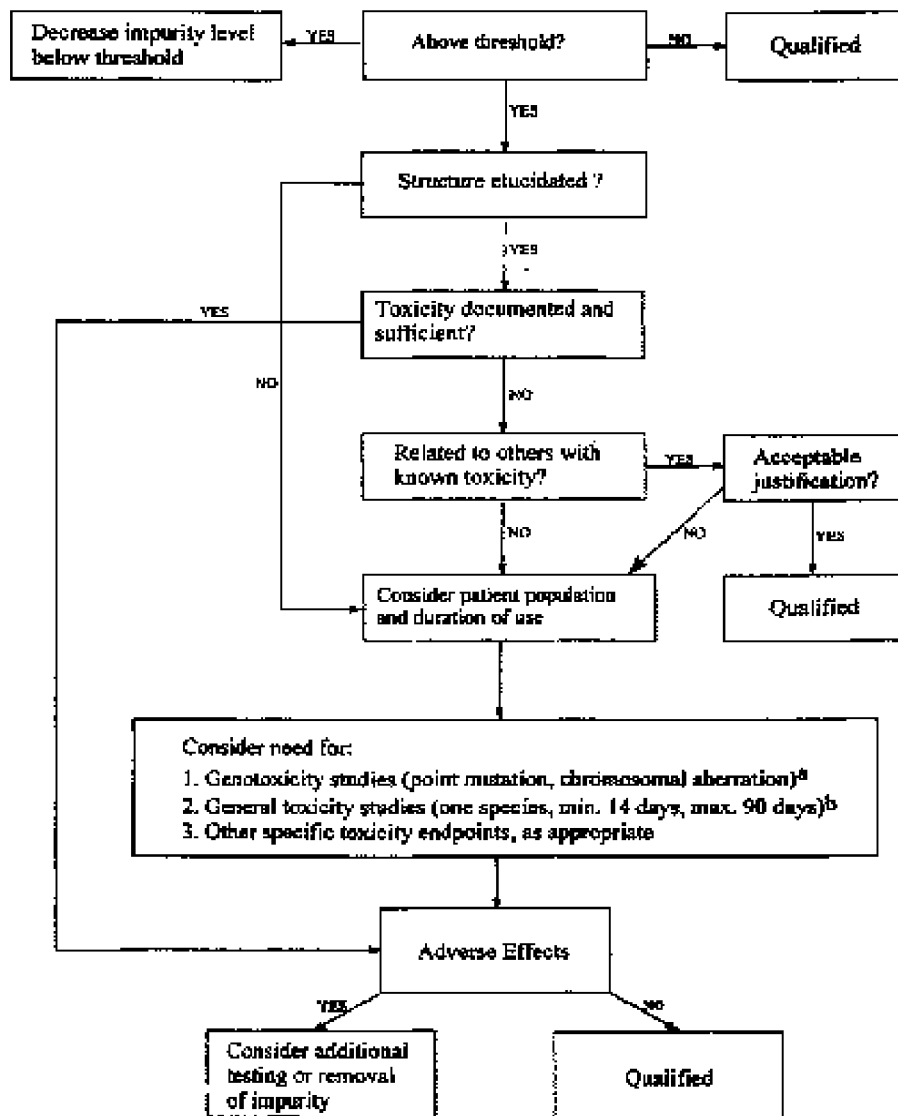 Decrease impurity level
below threshold
YES
Above threshold?
NO
Qualified
YES
Structure elucidated ?
YES
YES
Toxicity documented and
sufficient?
NO
NO
Related to others with
known toxicity?
YES
Acceptable
justification?
NO
NO
YES
Consider patient population
and duration of use
Qualified
Consider need for:
1. Genotoxicity studies (point mutation, chromosomal aberration)a
2. General toxicity studies (one species, min. 14 days, max. 90 days)b
3. Other specific toxicity endpoints, as appropriate
Adverse Effects
YES
NO
Consider additional
testing or removal
of impurity
Qualified